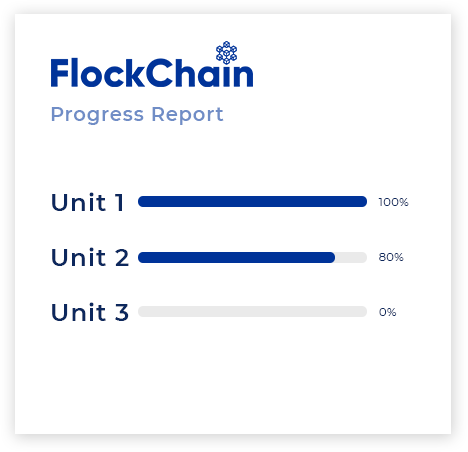 FlockChain
Progress Report
Unit 1 100%
Unit 2 80%
Unit 3 0%